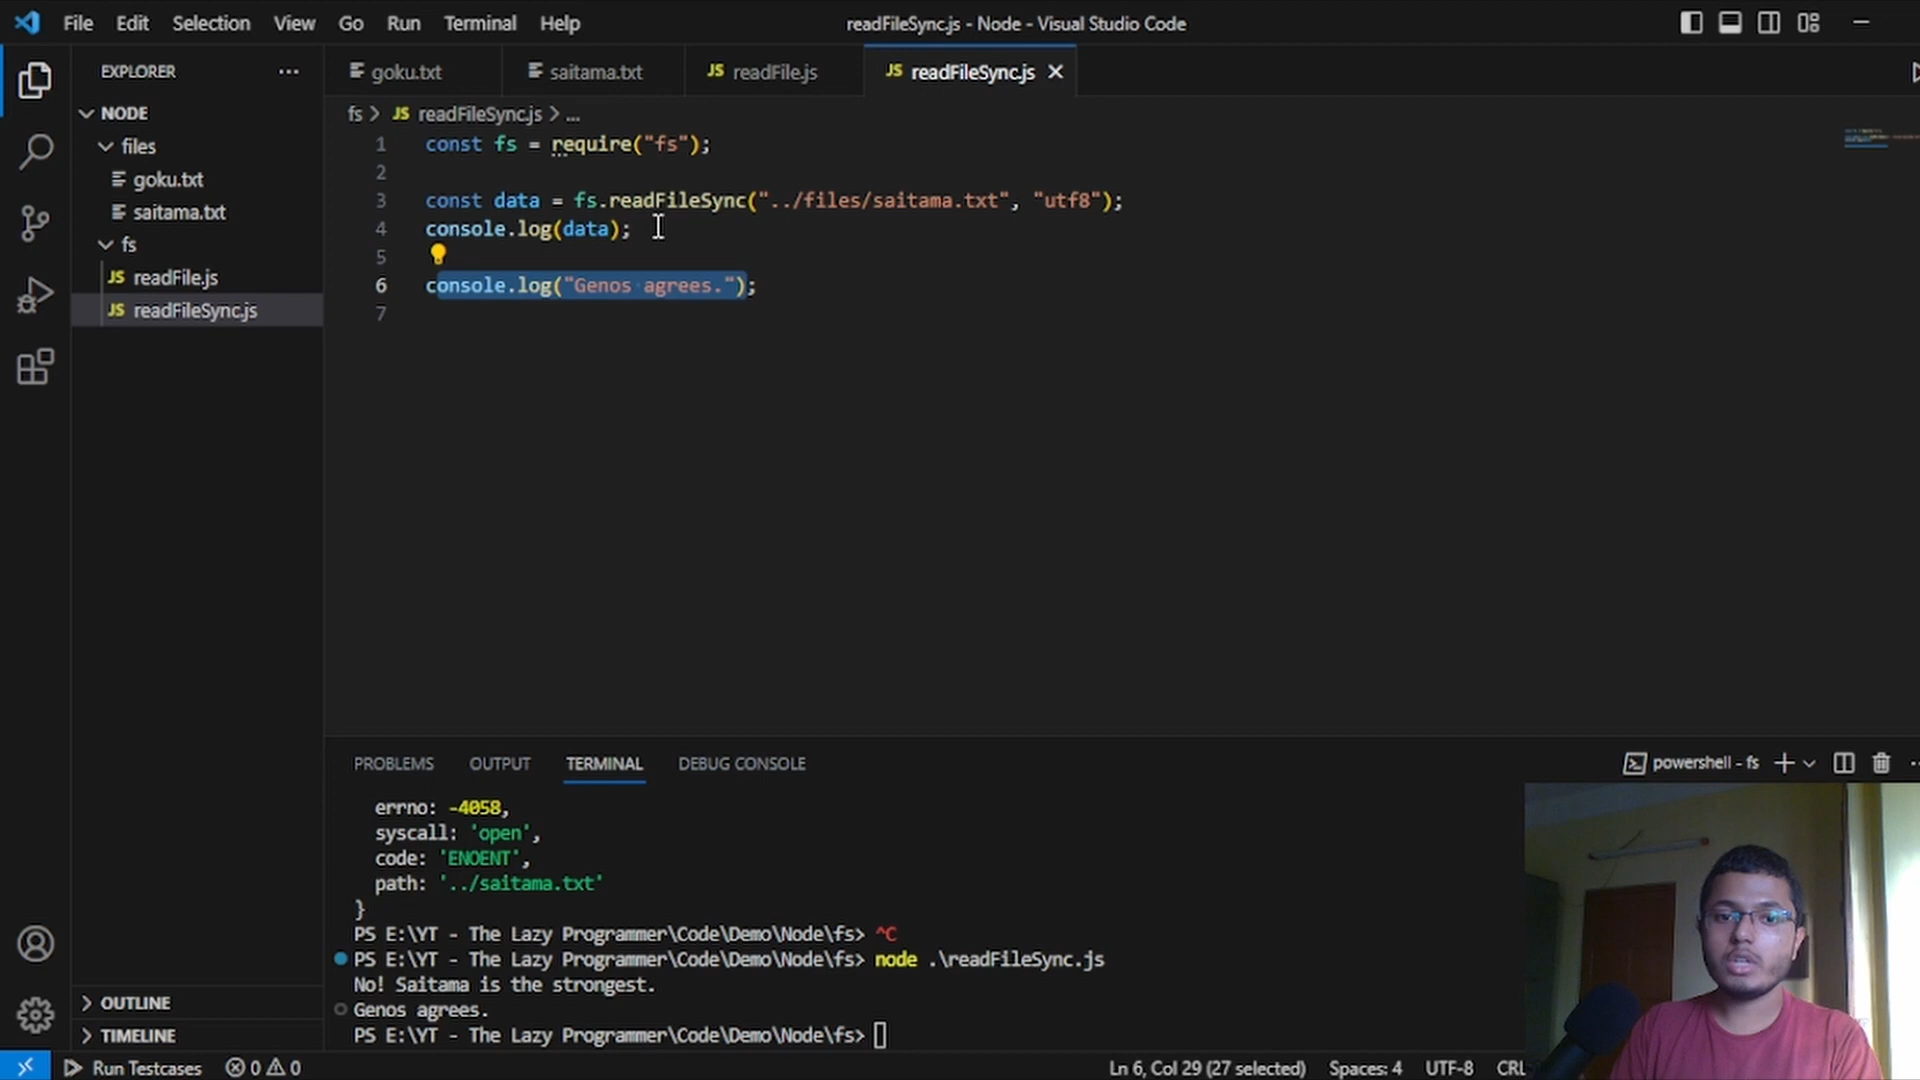 File Edit Selection View Go Run Terminal Help
readFileSync.js - Node - Visual Studio Code
EXPLORER
goku.txt saitama.txt JS readFile.js JS readFileSync.js
NODE
files
goku.txt
saitama.txt
fs
JS readFile.js
JS readFileSync.js
fs > JS readFileSync.js > ...
1 const fs = require("fs");
2
3 const data = fs.readFileSync("../files/saitama.txt", "utf8");
4 console.log(data);
5
6 console.log("Genos agrees.");
7
PROBLEMS OUTPUT TERMINAL DEBUG CONSOLE
powershell - fs
errno: -4058,
syscall: 'open',
code: 'ENOENT',
path: '../saitama.txt'
}
PS E:\YT - The Lazy Programmer\Code\Demo\Node\fs> ^C
PS E:\YT - The Lazy Programmer\Code\Demo\Node\fs> node .\readFileSync.js
No! Saitama is the strongest.
Genos agrees.
PS E:\YT - The Lazy Programmer\Code\Demo\Node\fs>
OUTLINE
TIMELINE
Run Testcases 0 0
Ln 6, Col 29 (27 selected) Spaces: 4 UTF-8 CRL